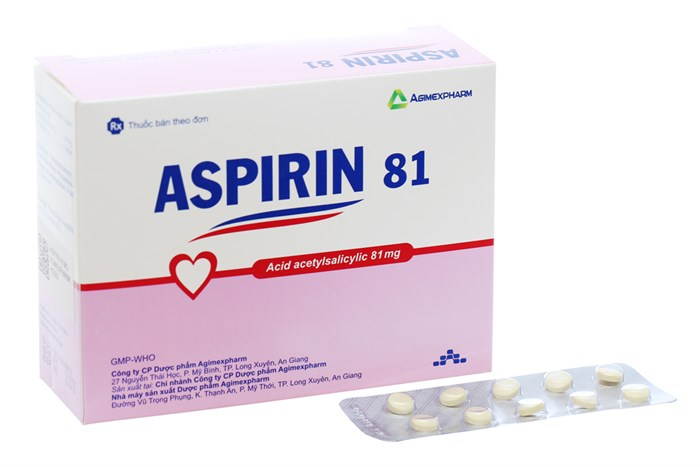 ASPIRIN 81
AGIMEXPHARM
Rx Thuốc bán theo đơn
ASPIRIN 81
Acid acetylsalicylic 81mg
GMP-WHO
Công ty CP Dược phẩm Agimexpharm
27 Nguyễn Thái Học, P. Mỹ Bình, TP. Long Xuyên, An Giang
Sản xuất tại: Chi nhánh Công ty CP Dược phẩm Agimexpharm
Nhà máy sản xuất Dược phẩm Agimexpharm
Đường Vũ Trọng Phụng, K. Thạnh An, P. Mỹ Thới, TP. Long Xuyên, An Giang